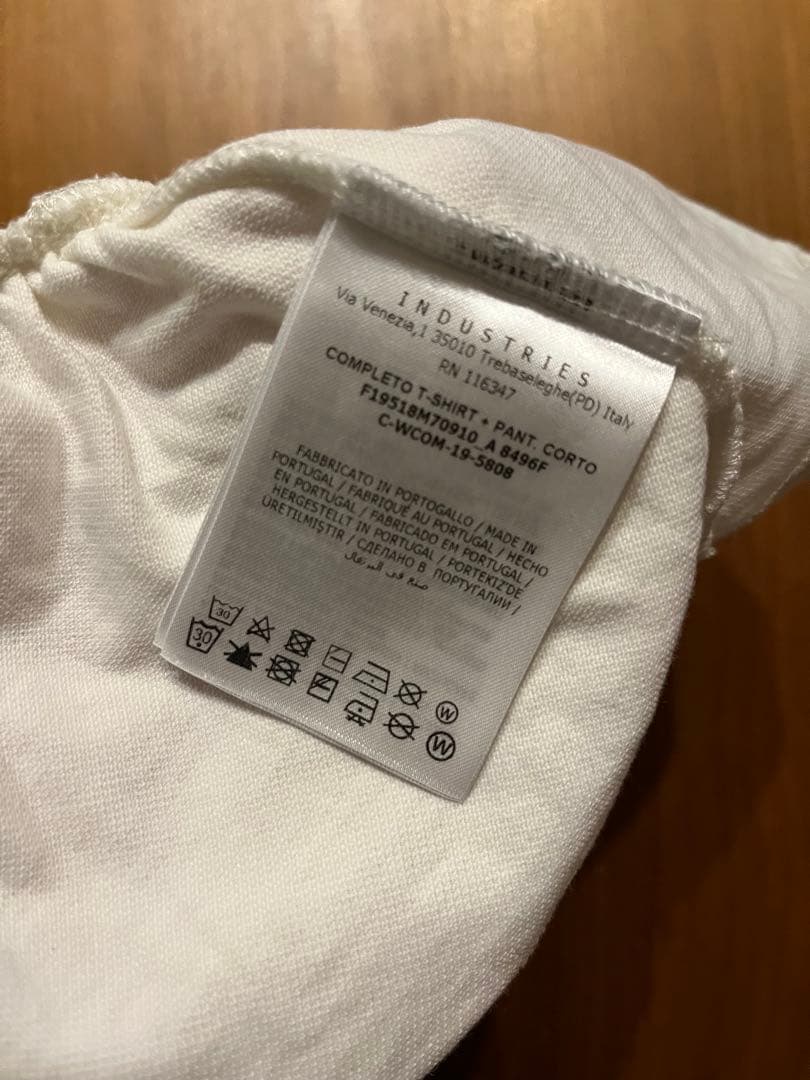 INDUSTRIES
Via Venezia,1 35010 Trebaseleghe(PD) Italy
RN 116347
COMPLETO T-SHIRT + PANT. CORTO
F19518M70910_A 8496F
C-WCOM-19-5808
FABBRICATO IN PORTOGALLO / MADE IN
PORTUGAL / FABRIQUÉ AU PORTUGAL / HECHO
EN PORTUGAL / FABRICADO EM PORTUGAL /
HERGESTELLT IN PORTUGAL / PORTEKIZ'DE
ÜRETILMIŞTIR / СДЕЛАНО В ПОРТУГАЛИИ /
صنع في البرتغال
30 W
30 W